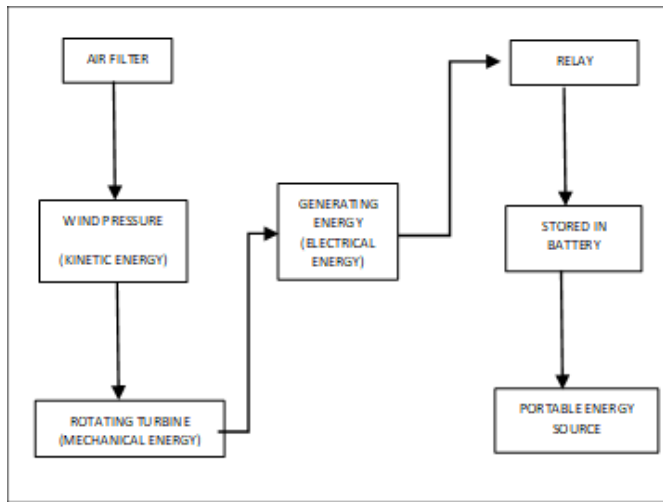 AIR FILTER
WIND PRESSURE
(KINETIC ENERGY)
ROTATING TURBINE
(MECHANICAL ENERGY)
GENERATING
ENERGY
(ELECTRICAL
ENERGY)
RELAY
STORED IN
BATTERY
PORTABLE ENERGY
SOURCE